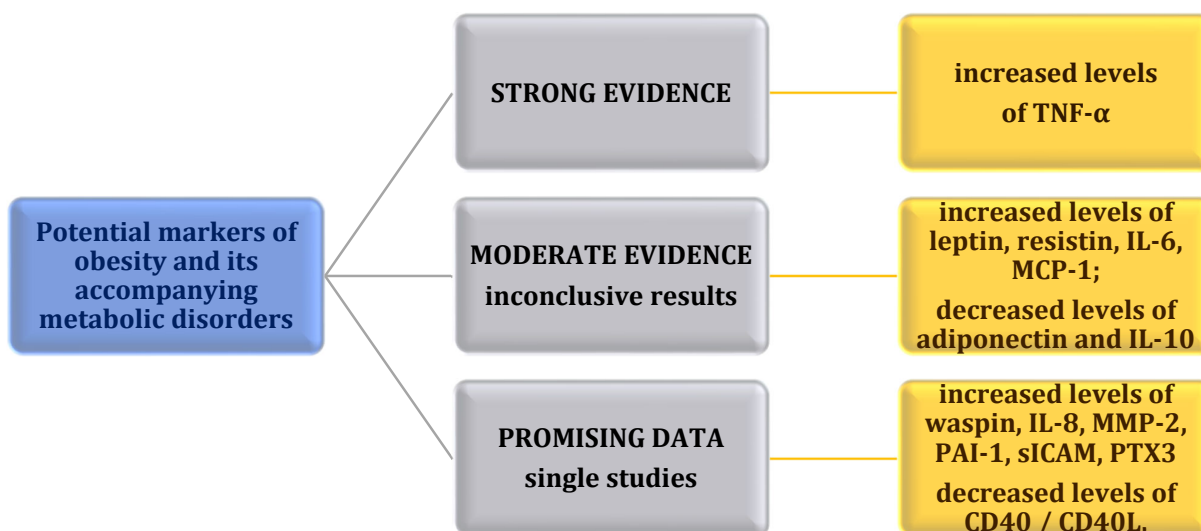 Potential markers of
obesity and its
accompanying
metabolic disorders
STRONG EVIDENCE
increased levels
of TNF-α
MODERATE EVIDENCE
inconclusive results
increased levels of
leptin, resistin, IL-6,
MCP-1;
decreased levels of
adiponectin and IL-10
PROMISING DATA
single studies
increased levels of
waspin, IL-8, MMP-2,
PAI-1, sICAM, PTX3
decreased levels of
CD40 / CD40L.